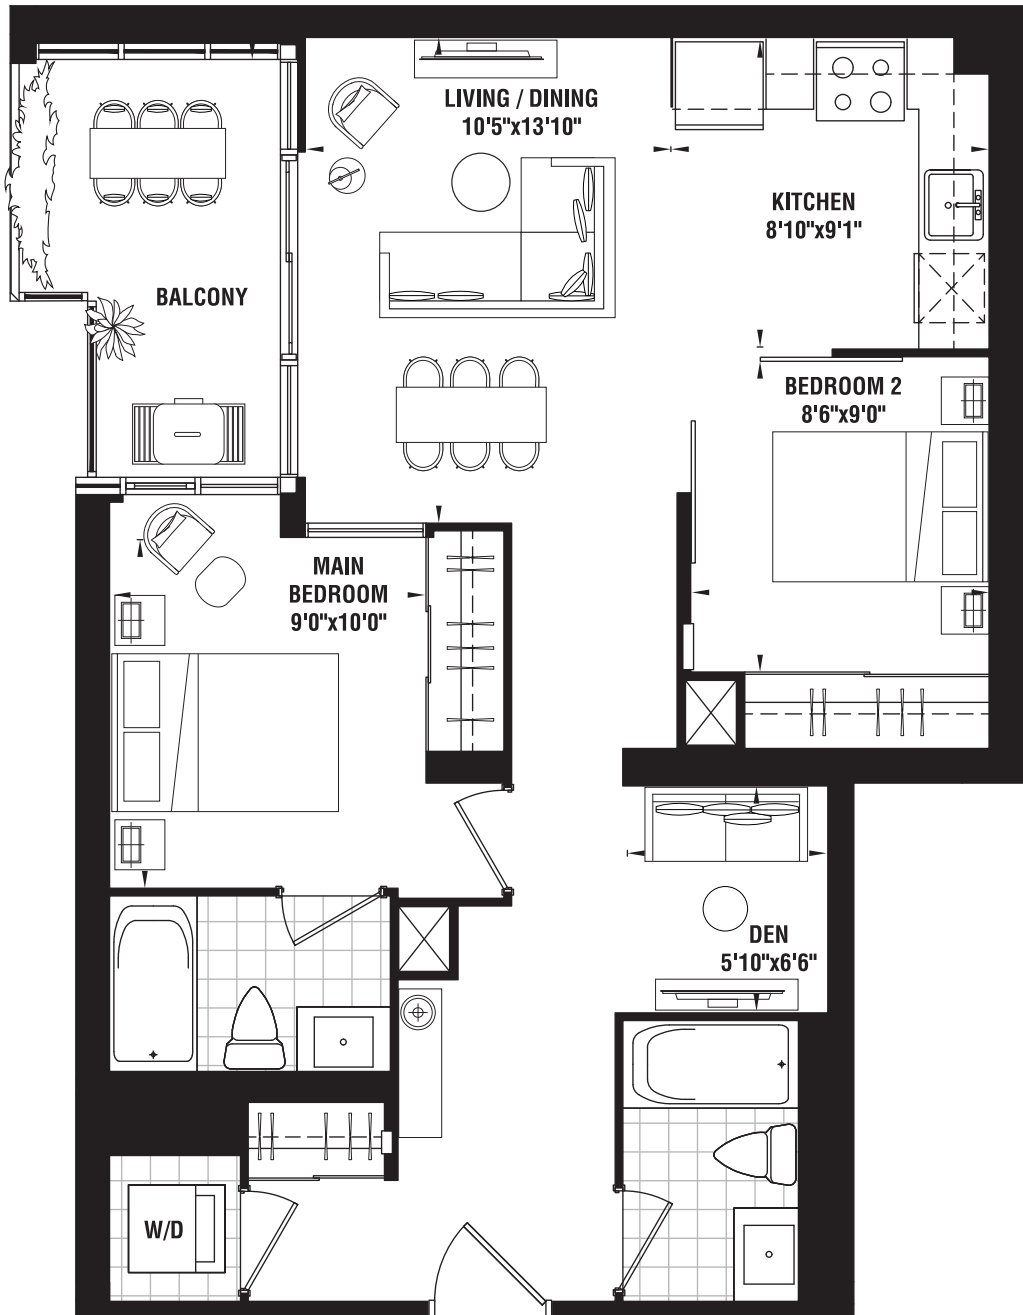 LIVING / DINING
10'5"x13'10"
KITCHEN
8'10"x9'1"
BALCONY
BEDROOM 2
8'6"x9'0"
MAIN
BEDROOM
9'0"x10'0"
DEN
5'10"x6'6"
W/D